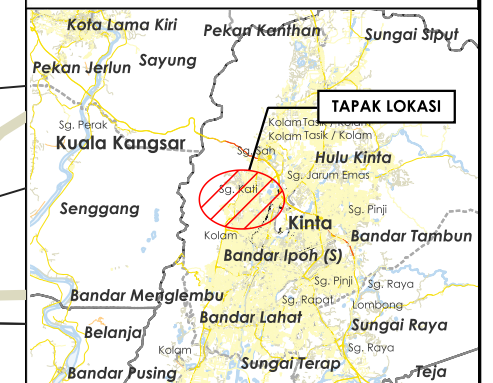 Kota Lama Kiri
Pekan Kanthan
Sungai Siput
Pekan Jerlun
Sayung
TAPAK LOKASI
Sg. Perak
Kolam Tasik / Kolam
Kolam Tasik / Kolam
Kuala Kangsar
Sg. Sah
Hulu Kinta
Sg. Jarum Emas
Sg. Kati
Senggang
Sg. Pinji
Kinta
Kolam
Bandar Tambun
Bandar Ipoh (S)
Sg. Pinji
Sg. Raya
Bandar Menglembu
Sg. Rapat
Lombong
Bandar Lahat
Sungai Raya
Belanja
Kolam
Sg. Raya
Sungai Terap
Bandar Pusing
Teja